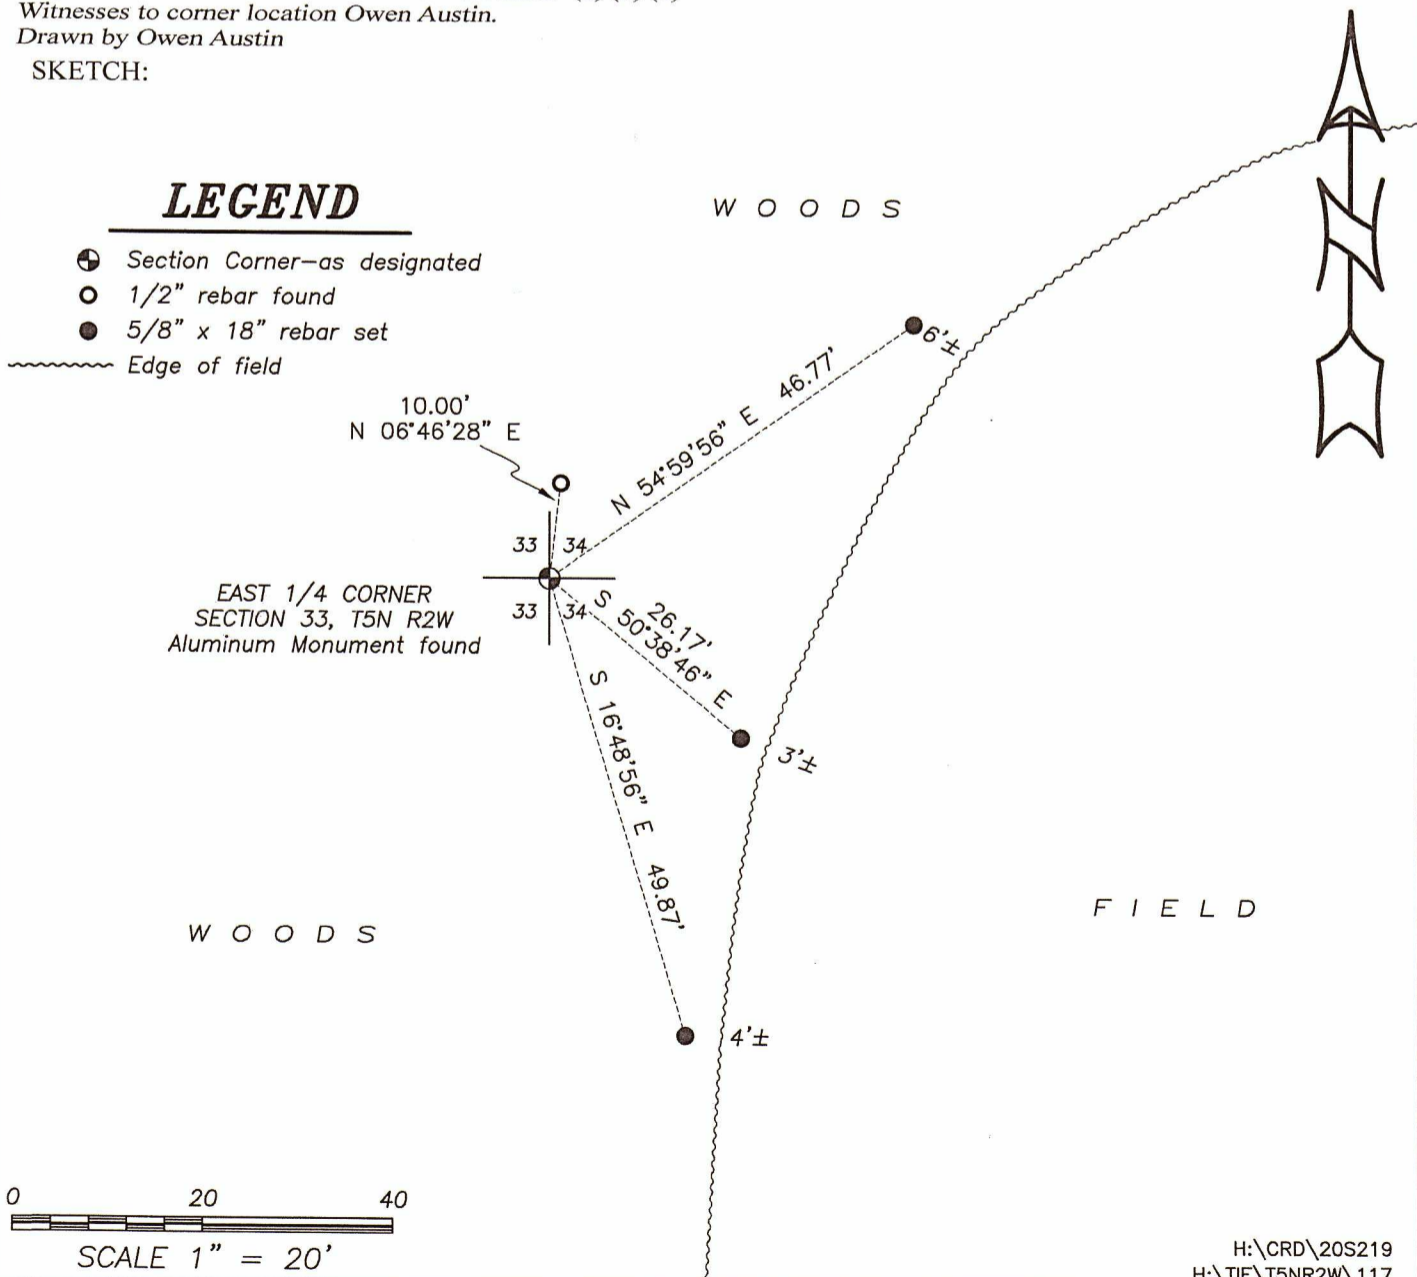 Witnesses to corner location Owen Austin.
Drawn by Owen Austin
SKETCH:
LEGEND
Section Corner–as designated
1/2" rebar found
5/8" x 18" rebar set
Edge of field
W O O D S
N
6'±
N 54°59'56" E 46.77'
10.00'
N 06°46'28" E
33 34
EAST 1/4 CORNER
SECTION 33, T5N R2W
Aluminum Monument found
33 34
26.17'
S 50°38'46" E
3'±
S 16°48'56" E 49.87'
4'±
W O O D S
F I E L D
0 20 40
SCALE 1" = 20'
H:\CRD\20S219
H:\TIF\T5NR2W\117